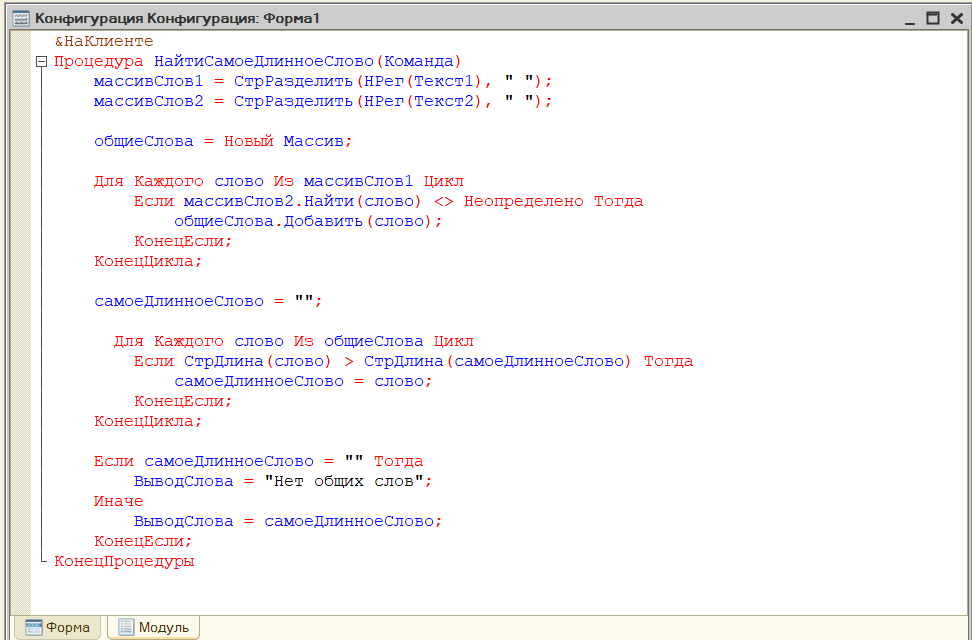 Конфигурация Конфигурация: Форма1
&НаКлиенте
Процедура НайтиСамоеДлинноеСлово(Команда)
массивСлов1 = СтрРазделить(НРег(Текст1), " ");
массивСлов2 = СтрРазделить(НРег(Текст2), " ");
общиеСлова = Новый Массив;
Для Каждого слово Из массивСлов1 Цикл
Если массивСлов2.Найти(слово) <> Неопределено Тогда
общиеСлова.Добавить(слово);
КонецЕсли;
КонецЦикла;
самоеДлинноеСлово = "";
Для Каждого слово Из общиеСлова Цикл
Если СтрДлина(слово) > СтрДлина(самоеДлинноеСлово) Тогда
самоеДлинноеСлово = слово;
КонецЕсли;
КонецЦикла;
Если самоеДлинноеСлово = "" Тогда
ВыводСлова = "Нет общих слов";
Иначе
ВыводСлова = самоеДлинноеСлово;
КонецЕсли;
КонецПроцедуры
Форма
Модуль